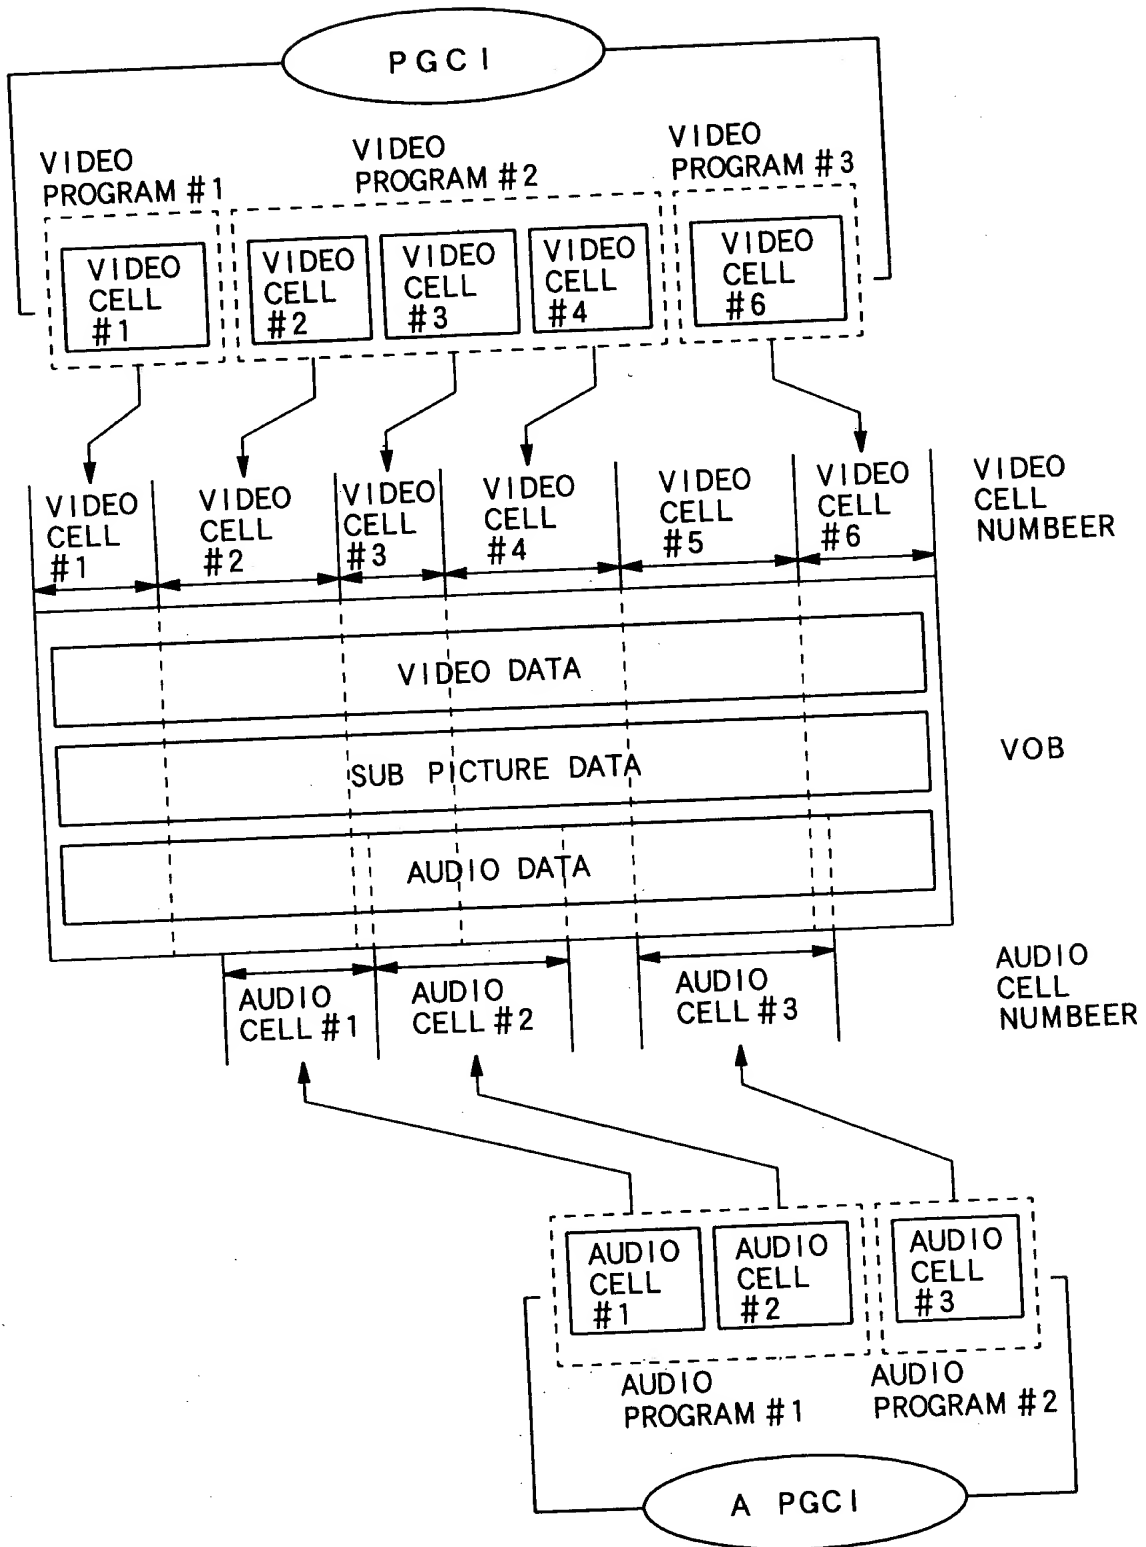 PGCI
VIDEO
PROGRAM #1
VIDEO
PROGRAM #2
VIDEO
PROGRAM #3
VIDEO
CELL
#1
VIDEO
CELL
#2
VIDEO
CELL
#3
VIDEO
CELL
#4
VIDEO
CELL
#6
VIDEO
CELL
#1
VIDEO
CELL
#2
VIDEO
CELL
#3
VIDEO
CELL
#4
VIDEO
CELL
#5
VIDEO
CELL
#6
VIDEO
CELL
NUMBEER
VIDEO DATA
SUB PICTURE DATA
VOB
AUDIO DATA
AUDIO
CELL #1
AUDIO
CELL #2
AUDIO
CELL #3
AUDIO
CELL
NUMBEER
AUDIO
CELL
#1
AUDIO
CELL
#2
AUDIO
CELL
#3
AUDIO
PROGRAM #1
AUDIO
PROGRAM #2
A PGCI